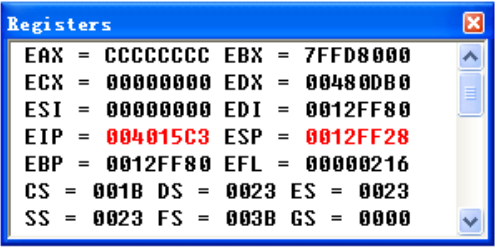 Registers
EAX = CCCCCCCC EBX = 7FFD8000
ECX = 00000000 EDX = 00480DB0
ESI = 00000000 EDI = 0012FF80
EIP = 004015C3 ESP = 0012FF28
EBP = 0012FF80 EFL = 00000216
CS = 001B DS = 0023 ES = 0023
SS = 0023 FS = 003B GS = 0000